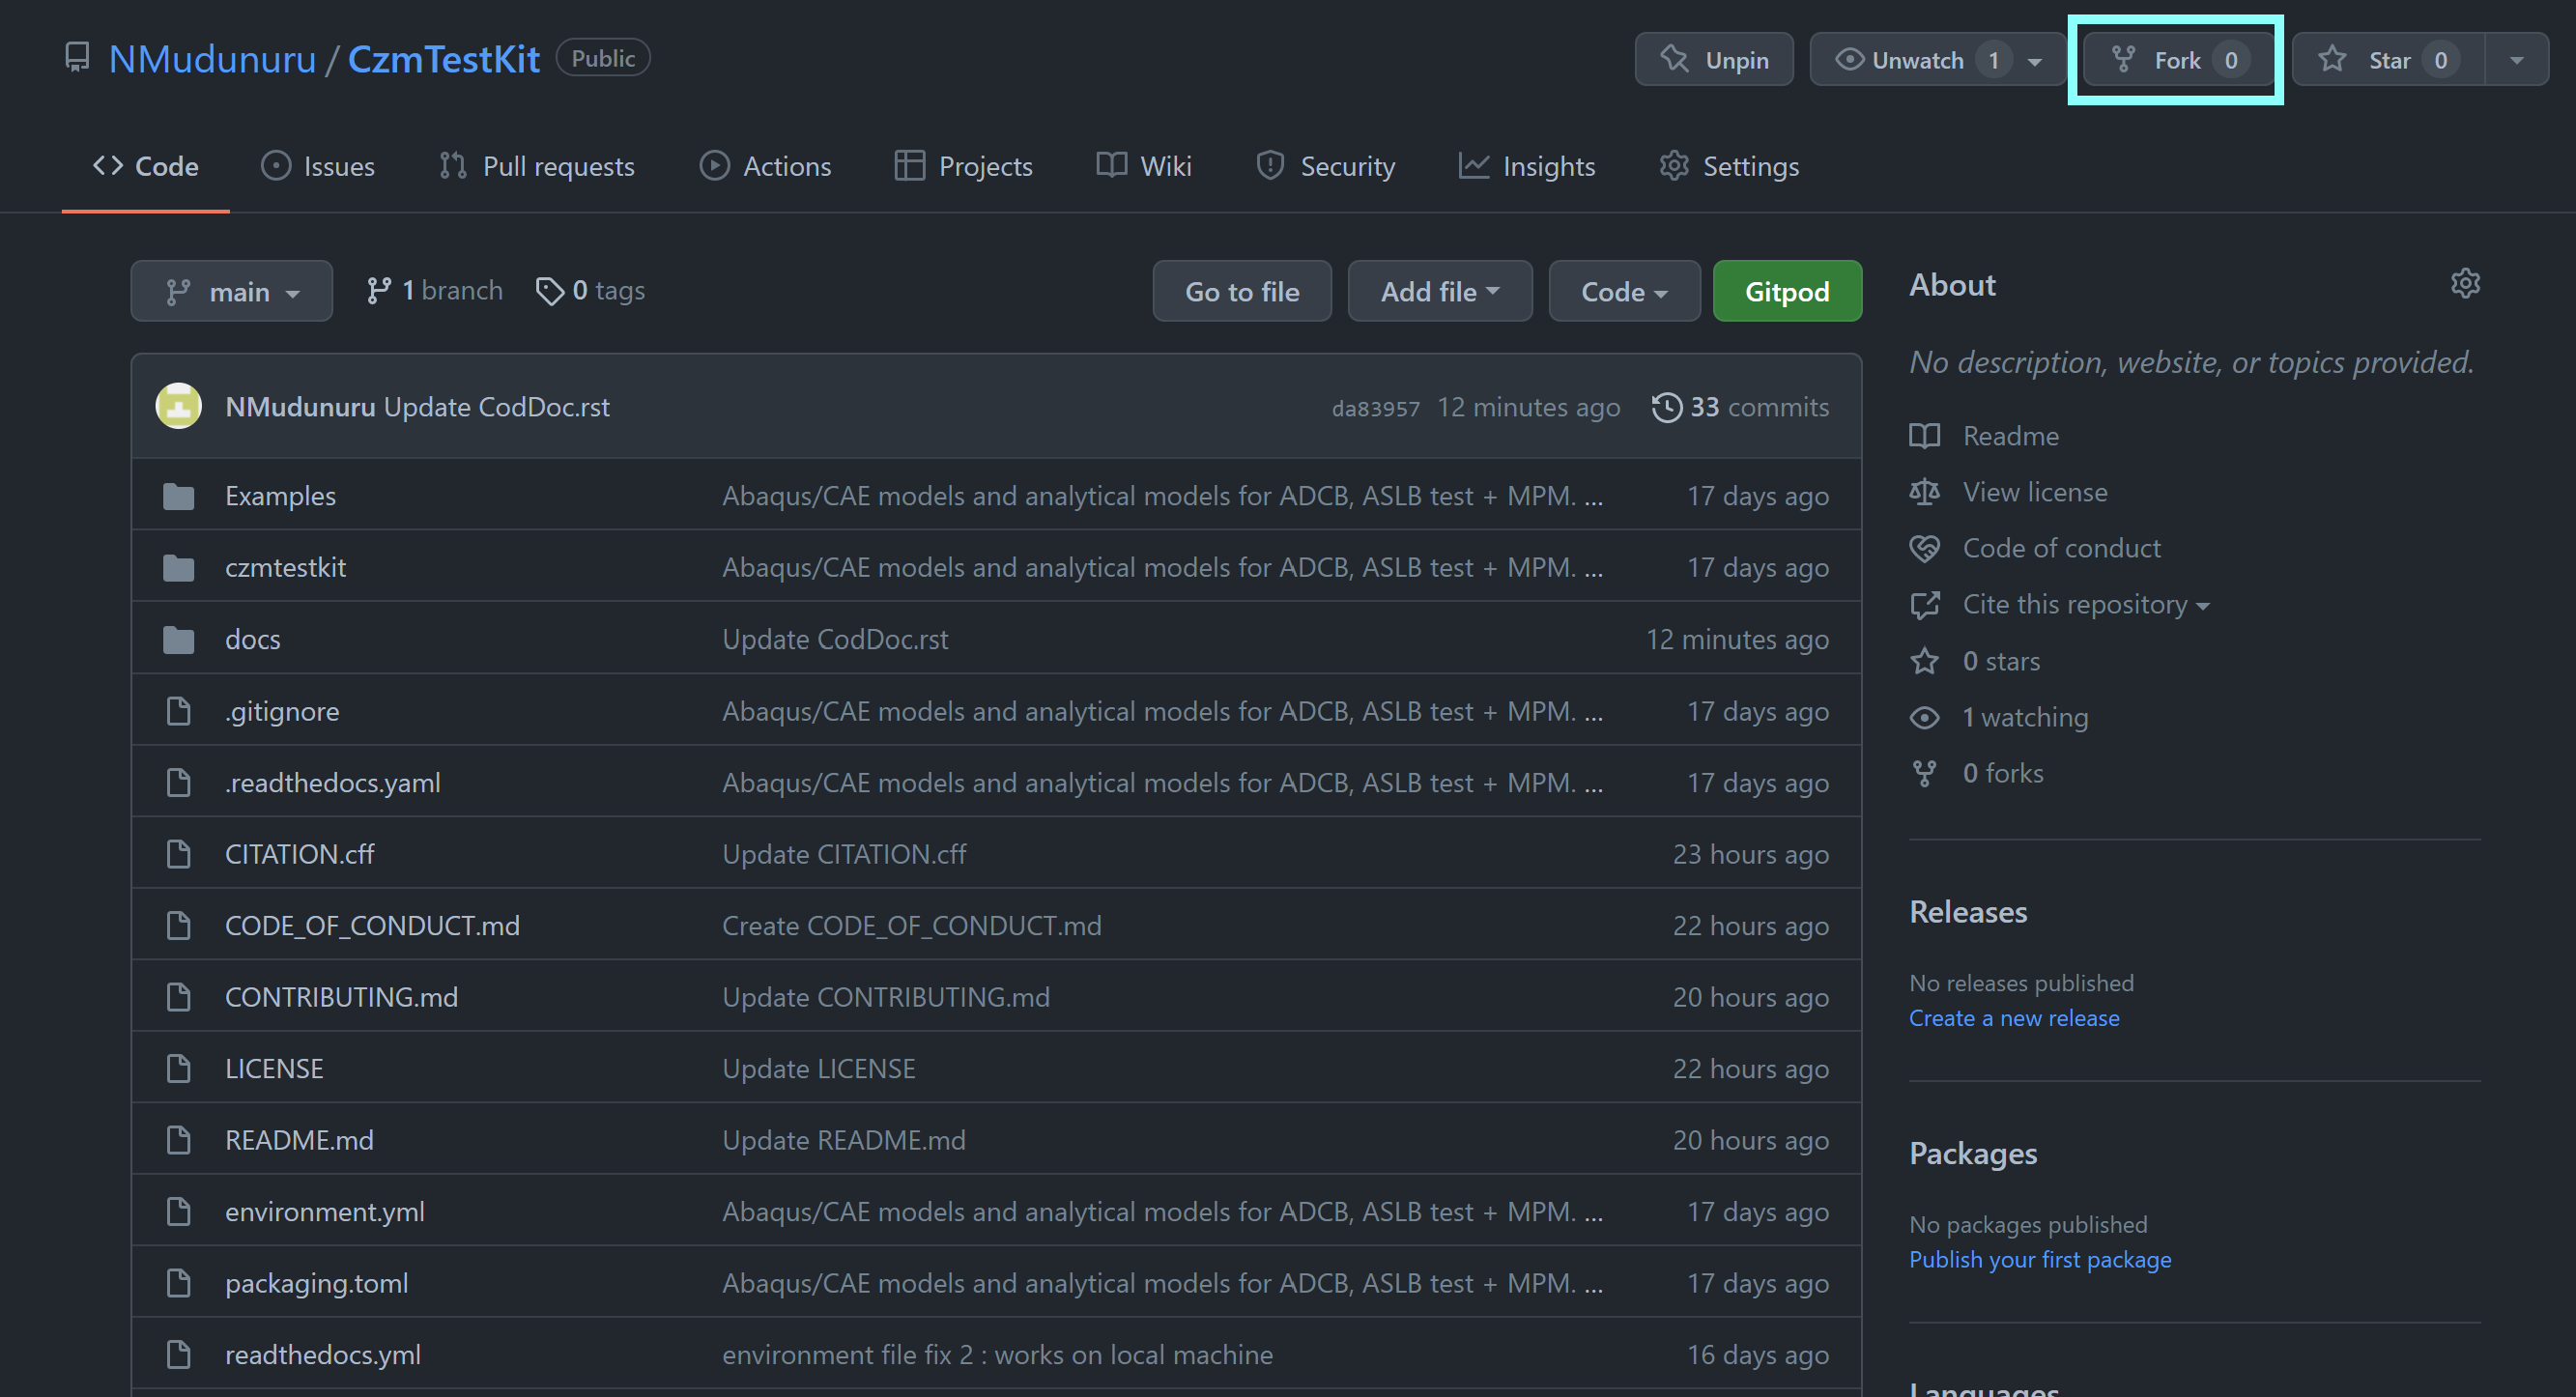 NMudunuru / CzmTestKit Public Unpin Unwatch 1 Fork 0 Star 0
Code Issues Pull requests Actions Projects Wiki Security Insights Settings
main 1 branch 0 tags Go to file Add file Code Gitpod
NMudunuru Update CodDoc.rst da83957 12 minutes ago 33 commits
Examples Abaqus/CAE models and analytical models for ADCB, ASLB test + MPM. ... 17 days ago
czmtestkit Abaqus/CAE models and analytical models for ADCB, ASLB test + MPM. ... 17 days ago
docs Update CodDoc.rst 12 minutes ago
.gitignore Abaqus/CAE models and analytical models for ADCB, ASLB test + MPM. ... 17 days ago
.readthedocs.yaml Abaqus/CAE models and analytical models for ADCB, ASLB test + MPM. ... 17 days ago
CITATION.cff Update CITATION.cff 23 hours ago
CODE_OF_CONDUCT.md Create CODE_OF_CONDUCT.md 22 hours ago
CONTRIBUTING.md Update CONTRIBUTING.md 20 hours ago
LICENSE Update LICENSE 22 hours ago
README.md Update README.md 20 hours ago
environment.yml Abaqus/CAE models and analytical models for ADCB, ASLB test + MPM. ... 17 days ago
packaging.toml Abaqus/CAE models and analytical models for ADCB, ASLB test + MPM. ... 17 days ago
readthedocs.yml environment file fix 2 : works on local machine 16 days ago
About
No description, website, or topics provided.
Readme
View license
Code of conduct
Cite this repository
0 stars
1 watching
0 forks
Releases
No releases published
Create a new release
Packages
No packages published
Publish your first package
Languages